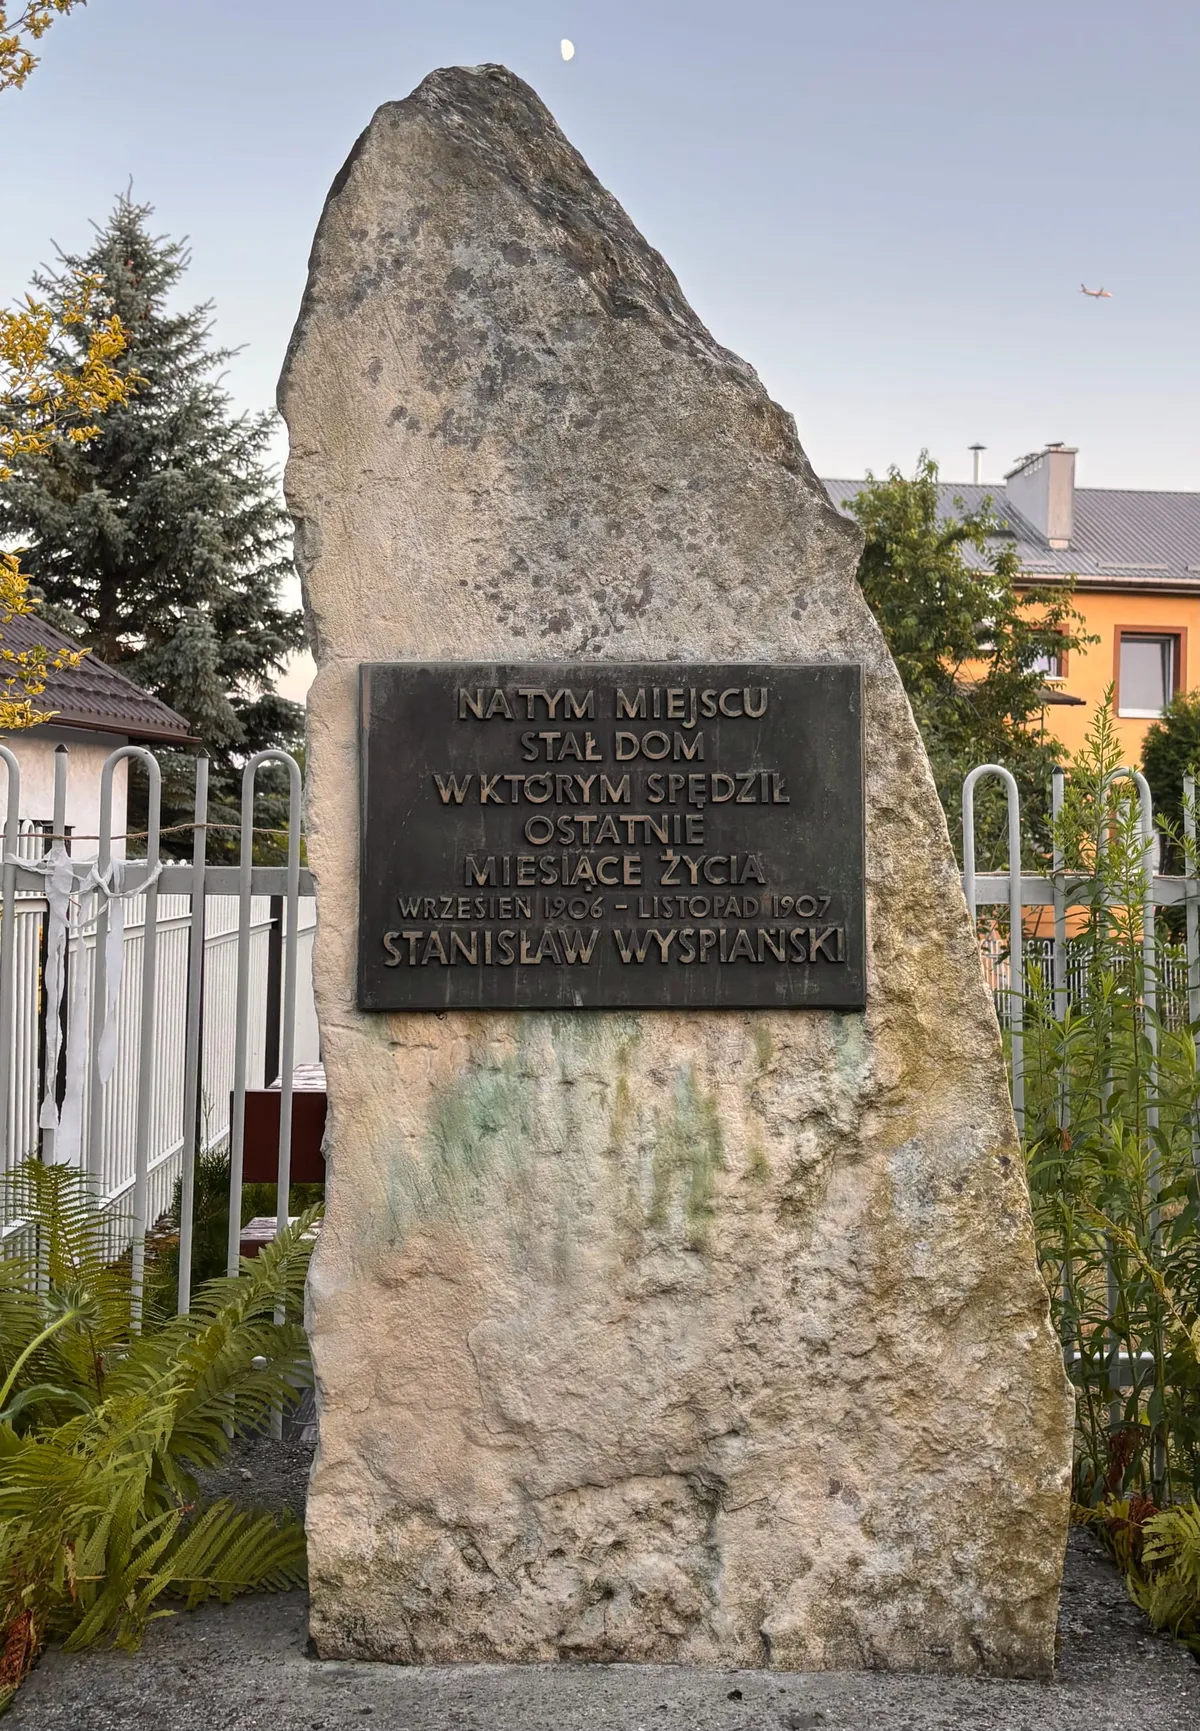 NA TYM MIEJSCU
STAŁ DOM
W KTÓRYM SPĘDZIŁ
OSTATNIE
MIESIĄCE ŻYCIA
WRZESIEŃ 1906 - LISTOPAD 1907
STANISŁAW WYSPIAŃSKI